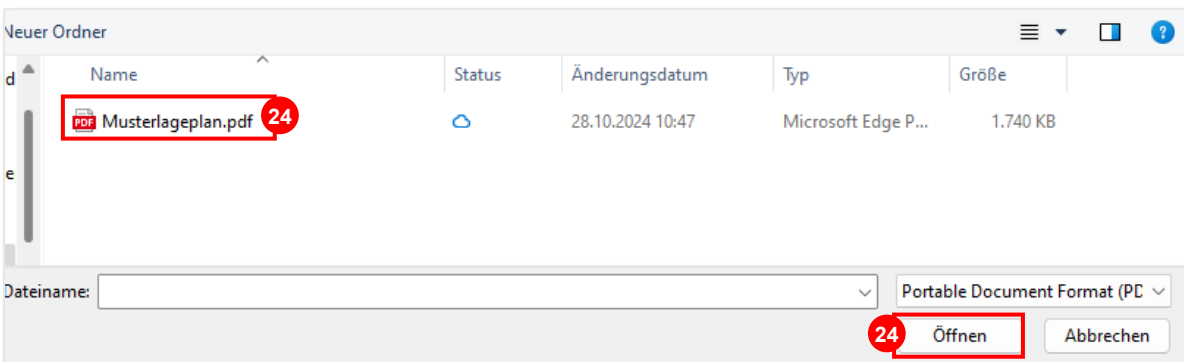 Neuer Ordner
?
d Name Status Änderungsdatum Typ Größe
PDF Musterlageplan.pdf 24 28.10.2024 10:47 Microsoft Edge P... 1.740 KB
e
Dateiname: Portable Document Format (PD
24 Öffnen Abbrechen